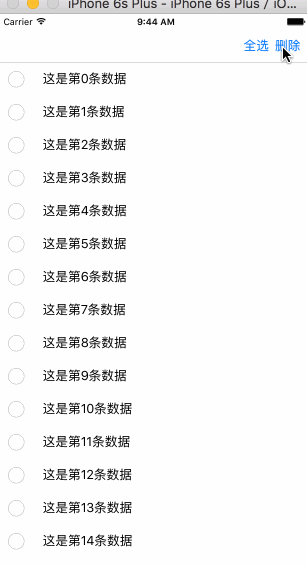 iPhone 6s Plus - iPhone 6s Plus / iO...
Carrier 9:44 AM
全选 删除
这是第0条数据
这是第1条数据
这是第2条数据
这是第3条数据
这是第4条数据
这是第5条数据
这是第6条数据
这是第7条数据
这是第8条数据
这是第9条数据
这是第10条数据
这是第11条数据
这是第12条数据
这是第13条数据
这是第14条数据